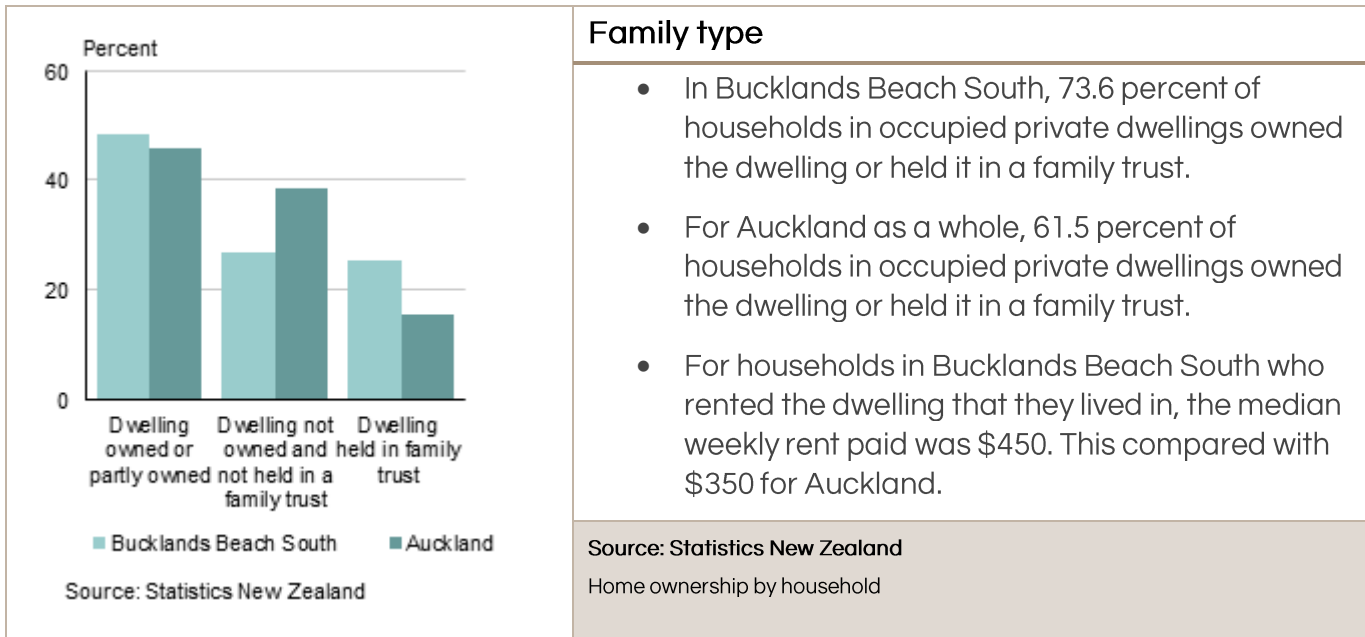 Percent
60
40
20
0
Dwelling owned or partly owned
Dwelling not owned and not held in a family trust
Dwelling held in family trust
Bucklands Beach South
Auckland
Source: Statistics New Zealand
Family type
• In Bucklands Beach South, 73.6 percent of
households in occupied private dwellings owned
the dwelling or held it in a family trust.
• For Auckland as a whole, 61.5 percent of
households in occupied private dwellings owned
the dwelling or held it in a family trust.
• For households in Bucklands Beach South who
rented the dwelling that they lived in, the median
weekly rent paid was $450. This compared with
$350 for Auckland.
Source: Statistics New Zealand
Home ownership by household